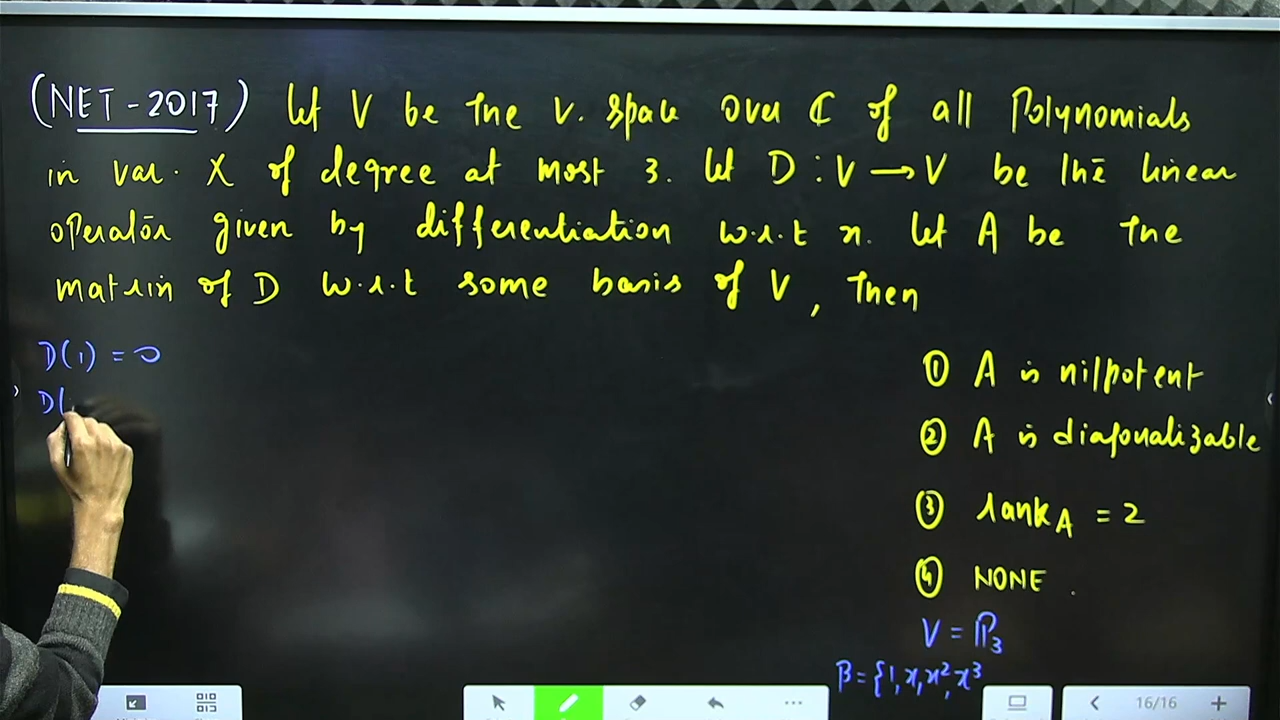 (NET-2017) Let V be the v. space over ℂ of all Polynomials
in var. X of degree at most 3. Let D : V → V be the linear
operator given by differentiation w.r.t x. Let A be the
matrix of D w.r.t some basis of V, Then
D(1) = 0
D(
① A is nilpotent
② A is diagonalizable
③ rank A = 2
④ NONE.
V = ℙ3
β = {1, x, x², x³
16/16